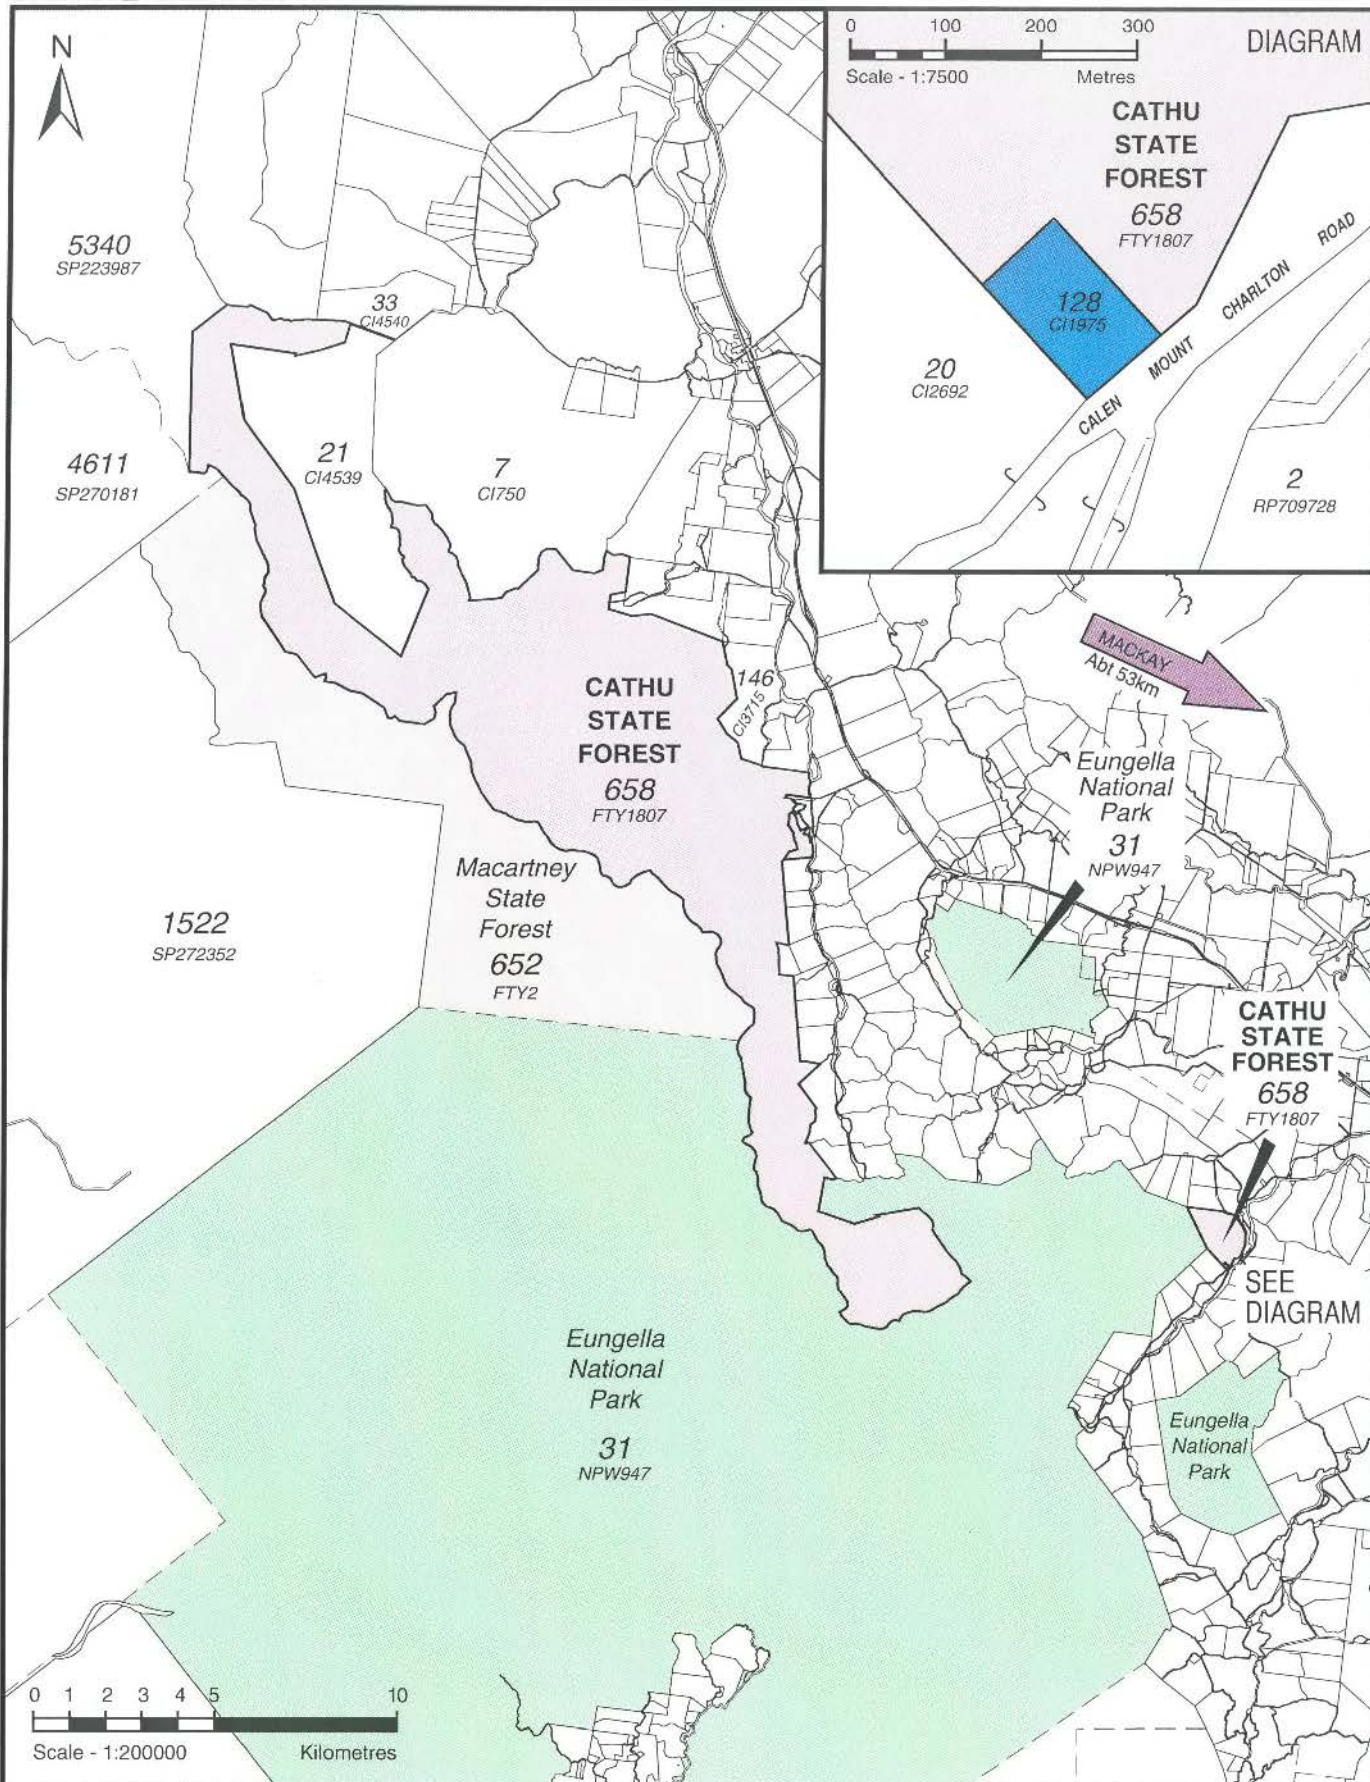 N
5340
SP223987
33
CI4540
4611
SP270181
21
CI4539
7
CI750
CATHU
STATE
FOREST
658
FTY1807
146
CI3715
Macartney
State
Forest
652
FTY2
1522
SP272352
Eungella
National
Park
31
NPW947
0 1 2 3 4 5 10
Scale - 1:200000 Kilometres
0 100 200 300
Scale - 1:7500 Metres
DIAGRAM
CATHU
STATE
FOREST
658
FTY1807
128
CI1975
20
CI2692
CALEN MOUNT CHARLTON ROAD
2
RP709728
MACKAY
Abt 53km
Eungella
National
Park
31
NPW947
CATHU
STATE
FOREST
658
FTY1807
SEE
DIAGRAM
Eungella
National
Park